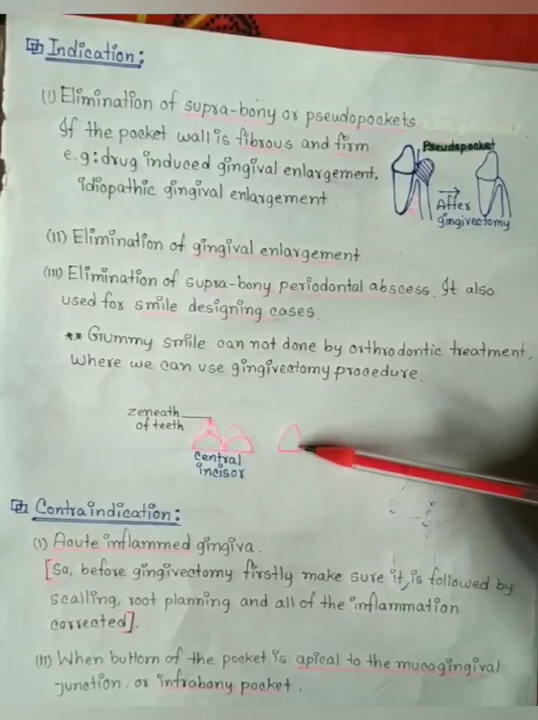 Indication:
(i) Elimination of supra-bony or pseudopockets.
If the pocket wall is fibrous and firm
e.g: drug induced gingival enlargement.
idiopathic gingival enlargement.
Pseudopocket
After
gingivectomy
(ii) Elimination of gingival enlargement
(iii) Elimination of supra-bony periodontal abscess. It also
used for smile designing cases.
** Gummy smile can not done by orthrodontic treatment.
Where we can use gingivectomy procedure.
zeneath
of teeth
central
incisor
Contraindication:
(i) Acute inflammed gingiva.
[So, before gingivectomy firstly make sure it, is followed by
scalling, root planning and all of the inflammation
corrected].
(ii) When buttom of the pocket is apical to the mucogingival
junction. or infrabony pocket.